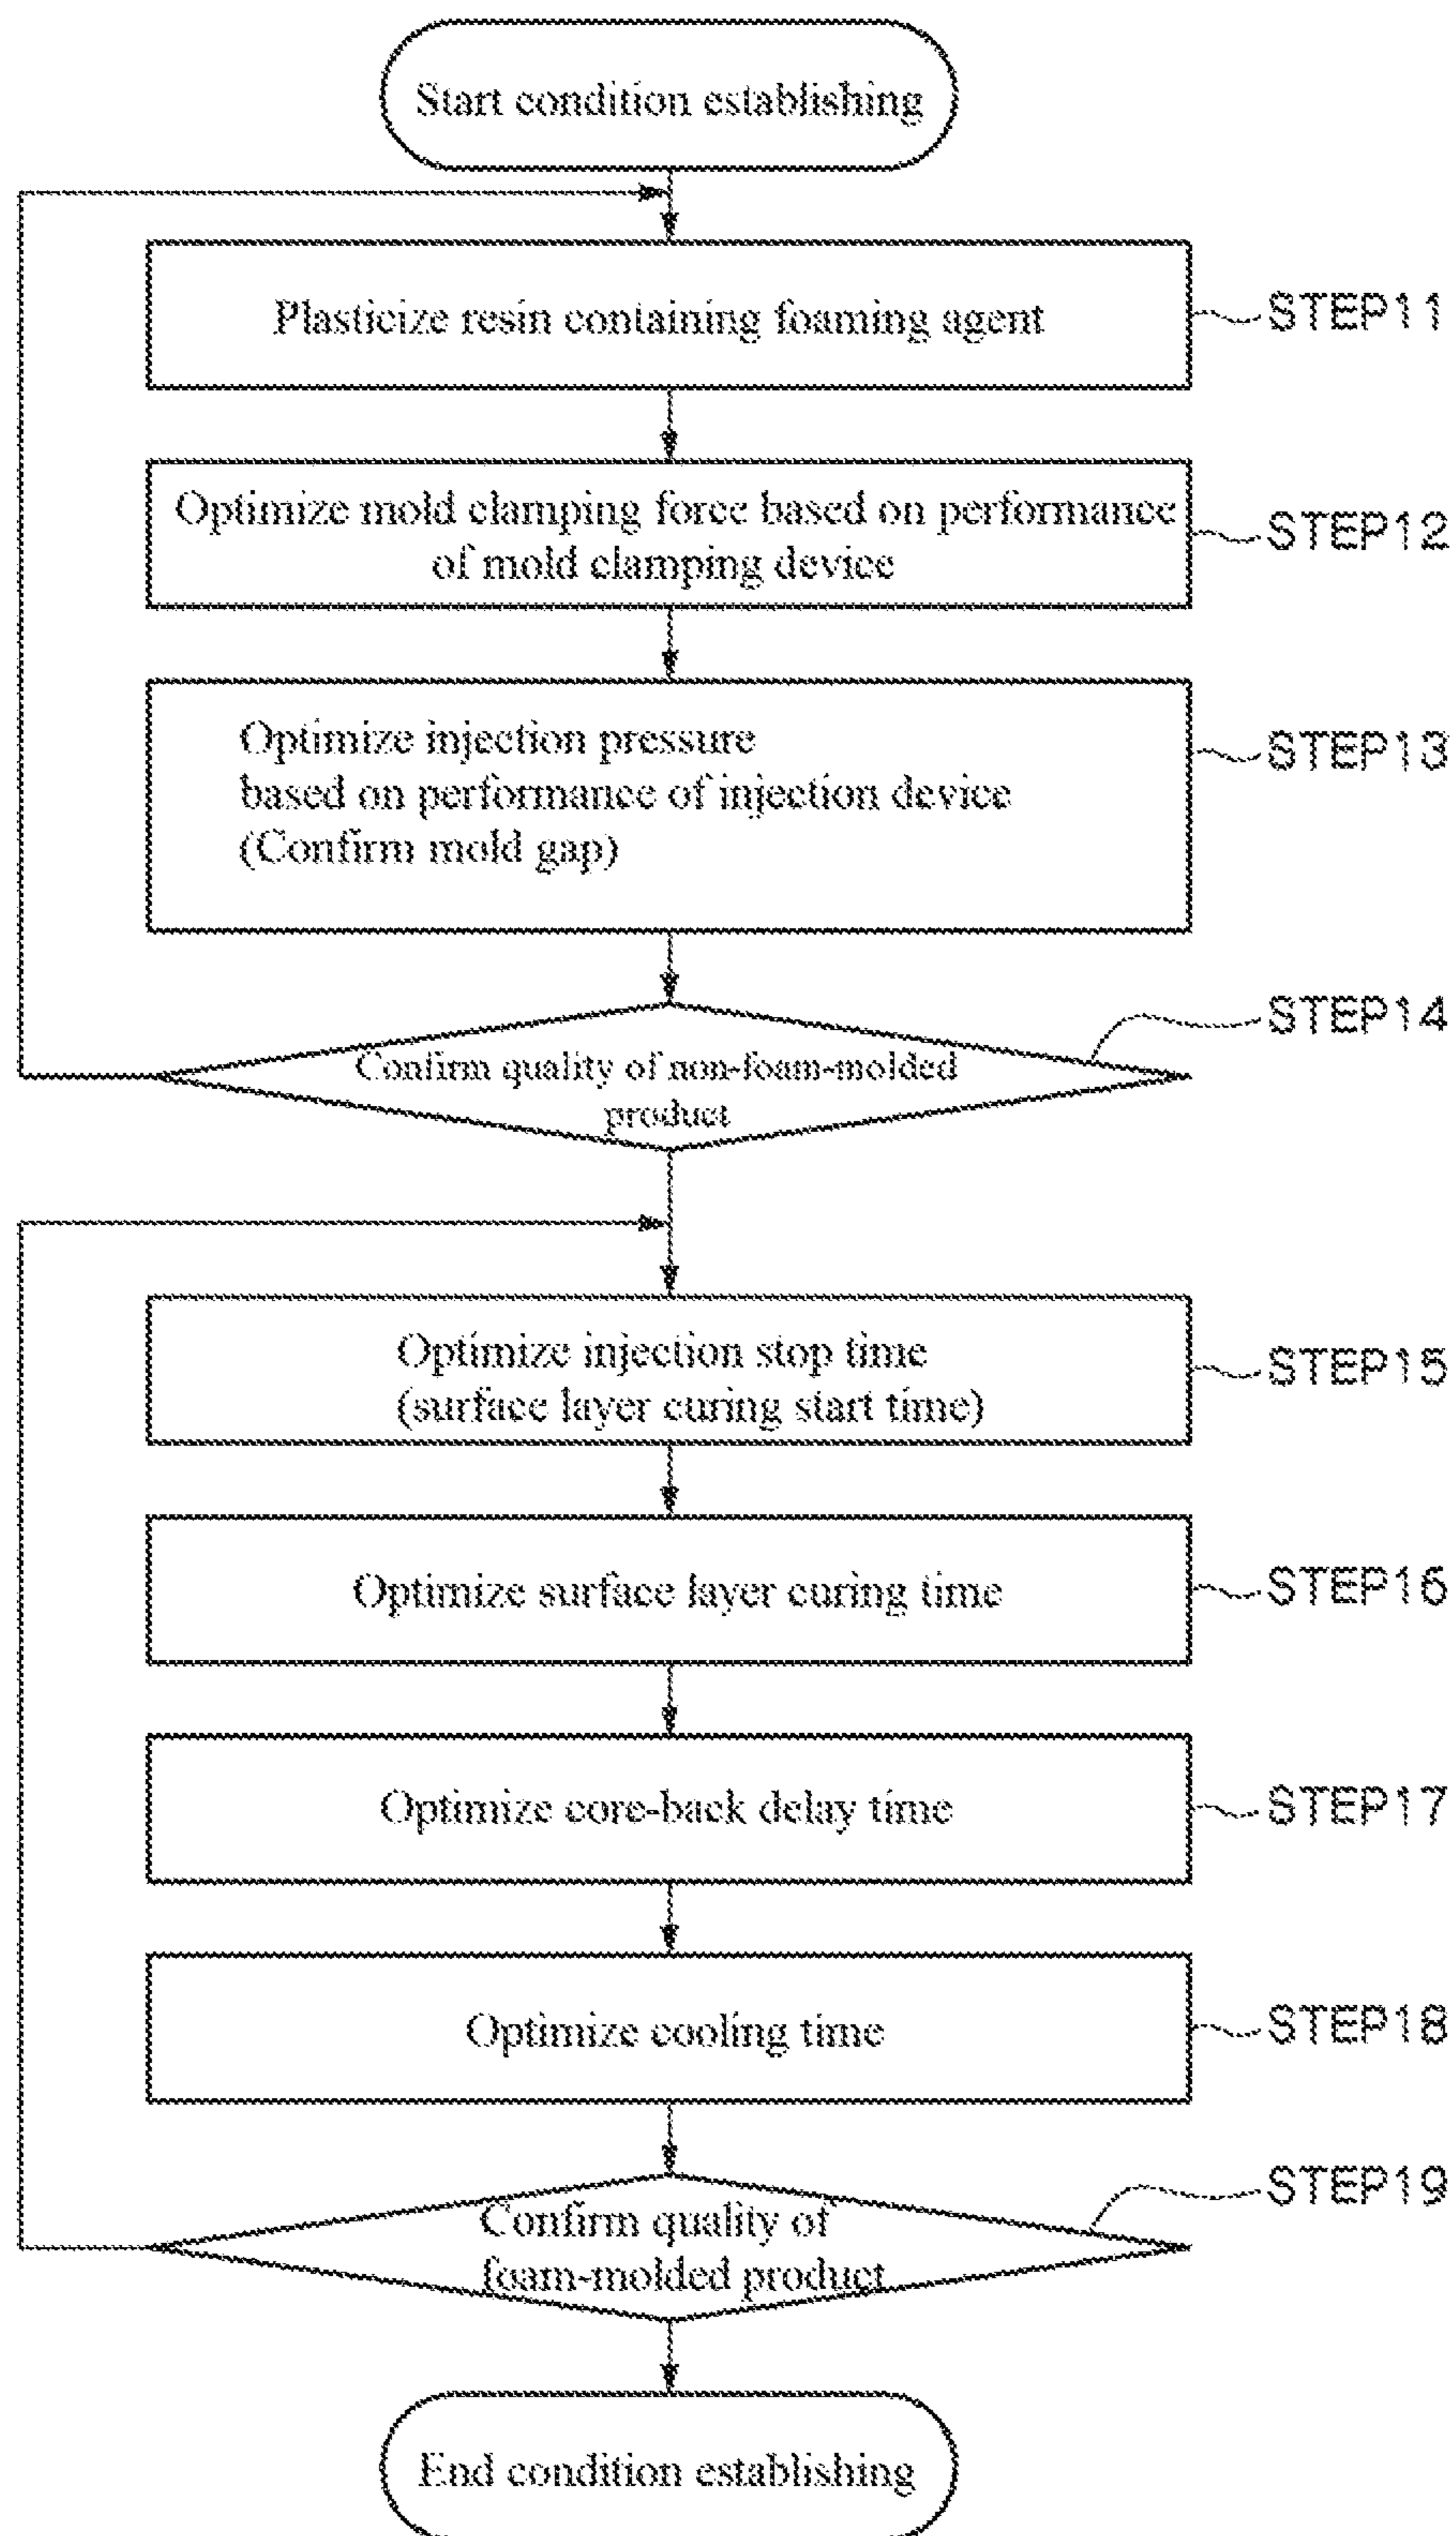 Start condition establishing
Plasticize resin containing foaming agent
STEP11
Optimize mold clamping force based on performance
of mold clamping device
STEP12
Optimize injection pressure
based on performance of injection device
(Confirm mold gap)
STEP13
Confirm quality of non-foam-molded
product
STEP14
Optimize injection stop time
(surface layer curing start time)
STEP15
Optimize surface layer curing time
STEP16
Optimize core-back delay time
STEP17
Optimize cooling time
STEP18
Confirm quality of
foam-molded product
STEP19
End condition establishing